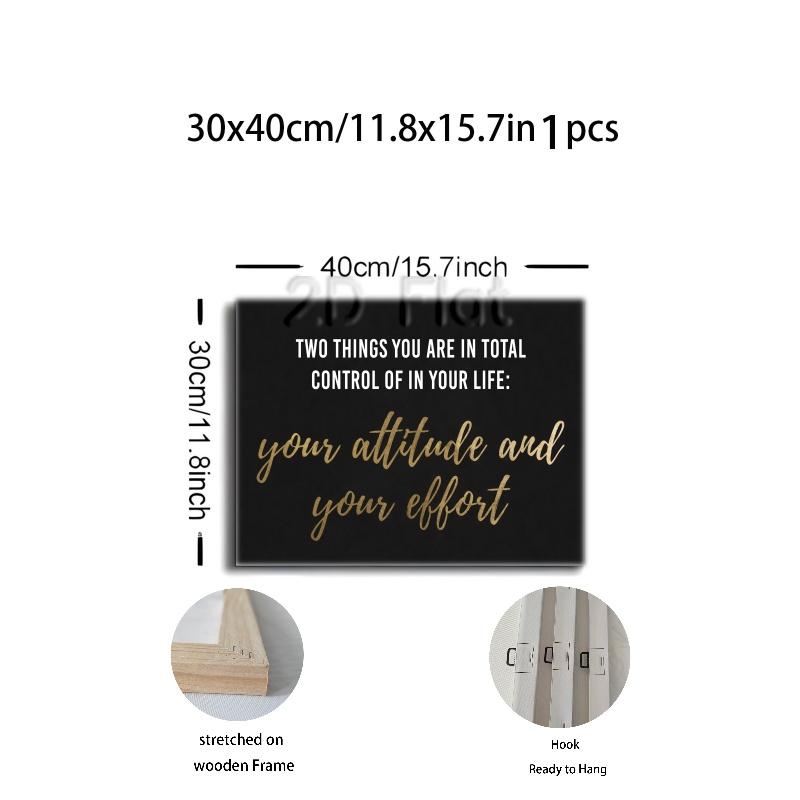 30x40cm/11.8x15.7in 1 pcs
40cm/15.7inch
2D Flat
30cm/11.8inch
TWO THINGS YOU ARE IN TOTAL
CONTROL OF IN YOUR LIFE:
your attitude and
your effort
stretched on
wooden Frame
Hook
Ready to Hang